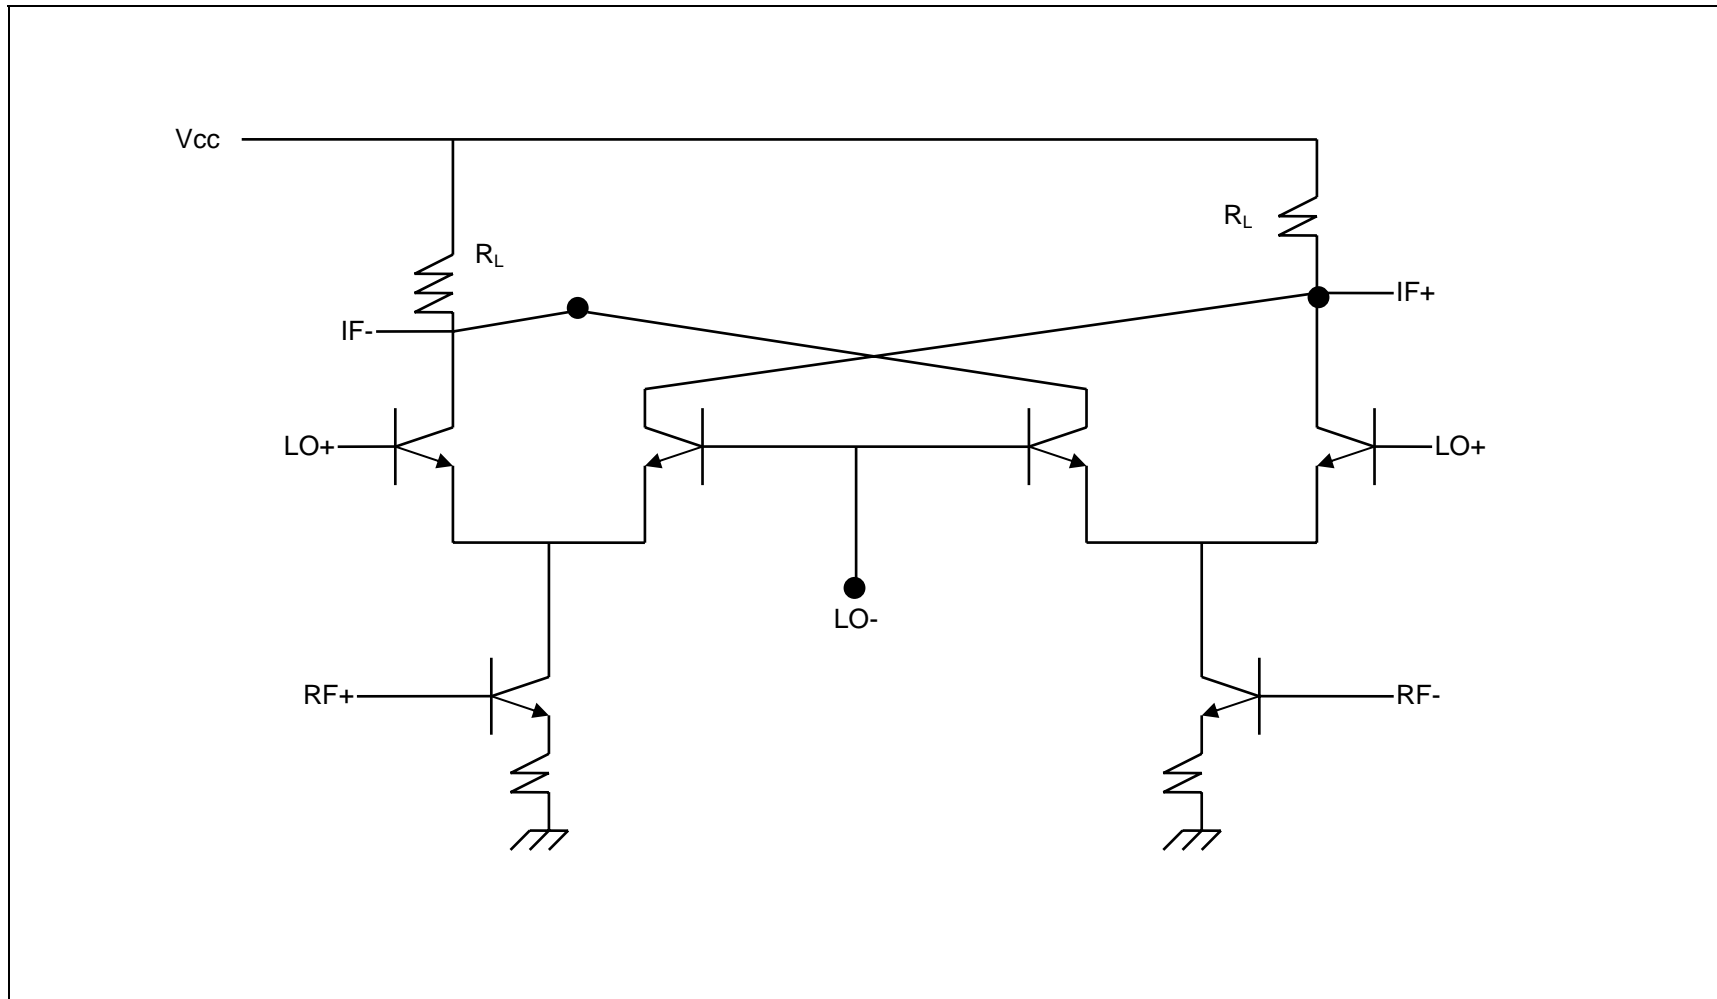 Vcc
RL
RL
IF-
IF+
LO+
LO+
LO-
RF+
RF-